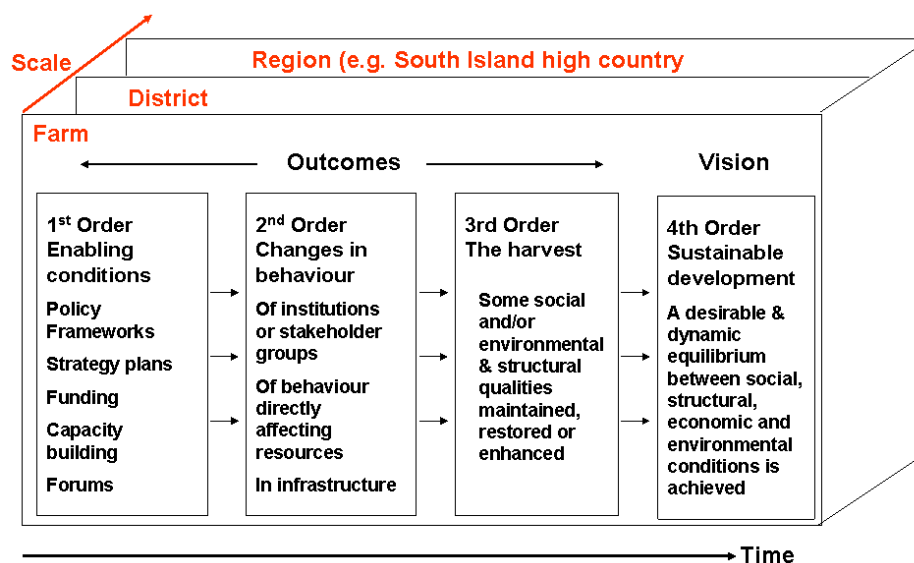 Scale
Region (e.g. South Island high country
District
Farm
Outcomes
Vision
1st Order
Enabling
conditions
Policy
Frameworks
Strategy plans
Funding
Capacity
building
Forums
2nd Order
Changes in
behaviour
Of institutions
or stakeholder
groups
Of behaviour
directly
affecting
resources
In infrastructure
3rd Order
The harvest
Some social
and/or
environmental
& structural
qualities
maintained,
restored or
enhanced
4th Order
Sustainable
development
A desirable &
dynamic
equilibrium
between social,
structural,
economic and
environmental
conditions is
achieved
Time